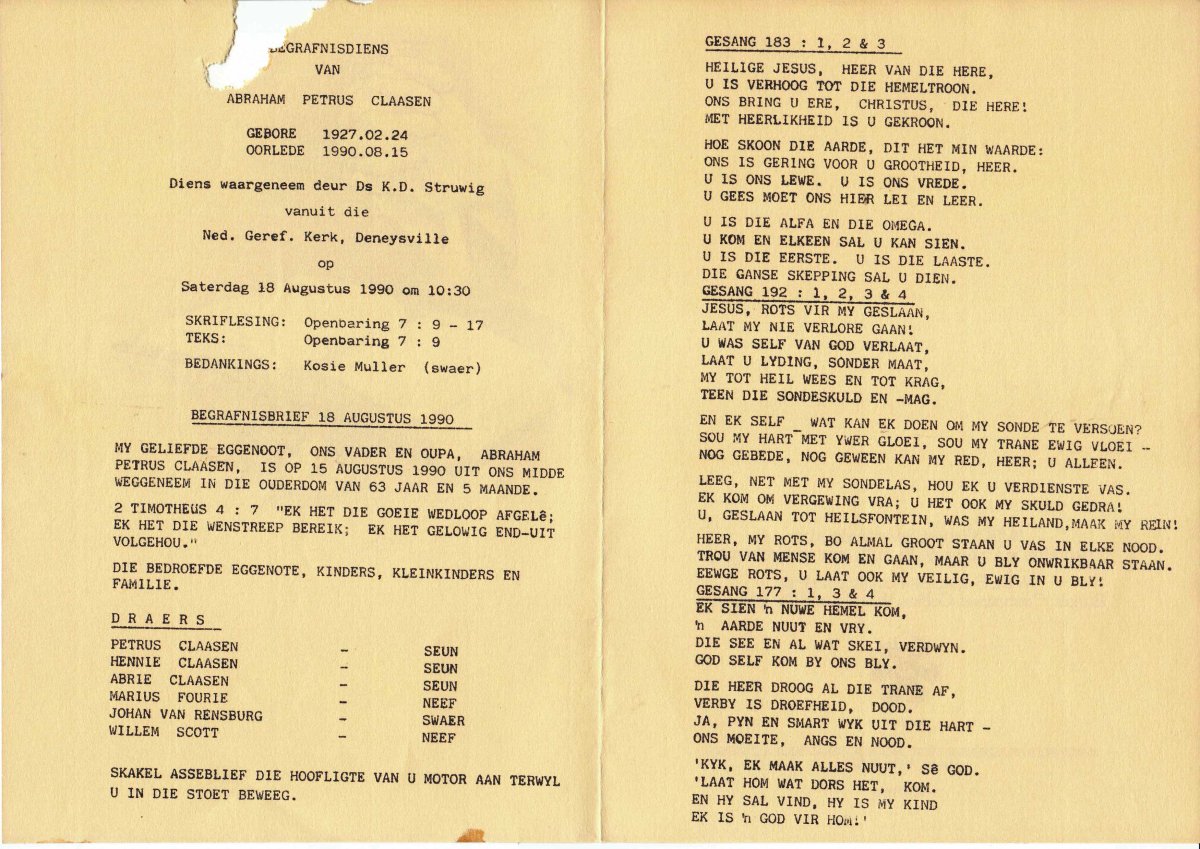 BEGRAFNISDIENS
VAN
ABRAHAM PETRUS CLAASEN
GEBORE 1927.02.24
OORLEDE 1990.08.15
Diens waargeneem deur Ds K.D. Struwig
vanuit die
Ned. Geref. Kerk, Deneysville
op
Saterdag 18 Augustus 1990 om 10:30
SKRIFLESING: Openbaring 7 : 9 - 17
TEKS: Openbaring 7 : 9
BEDANKINGS: Kosie Muller (swaer)
BEGRAFNISBRIEF 18 AUGUSTUS 1990
MY GELIEFDE EGGENOOT, ONS VADER EN OUPA, ABRAHAM
PETRUS CLAASEN, IS OP 15 AUGUSTUS 1990 UIT ONS MIDDE
WEGGENEEM IN DIE OUDERDOM VAN 63 JAAR EN 5 MAANDE.
2 TIMOTHEUS 4 : 7 "EK HET DIE GOEIE WEDLOOP AFGELê;
EK HET DIE WENSTREEP BEREIK; EK HET GELOWIG END-UIT
VOLGEHOU."
DIE BEDROEFDE EGGENOTE, KINDERS, KLEINKINDERS EN
FAMILIE.
D R A E R S
PETRUS CLAASEN - SEUN
HENNIE CLAASEN - SEUN
ABRIE CLAASEN - SEUN
MARIUS FOURIE - NEEF
JOHAN VAN RENSBURG - SWAER
WILLEM SCOTT - NEEF
SKAKEL ASSEBLIEF DIE HOOFLIGTE VAN U MOTOR AAN TERWYL
U IN DIE STOET BEWEEG.
GESANG 183 : 1, 2 & 3
HEILIGE JESUS, HEER VAN DIE HERE,
U IS VERHOOG TOT DIE HEMELTROON.
ONS BRING U ERE, CHRISTUS, DIE HERE!
MET HEERLIKHEID IS U GEKROON.
HOE SKOON DIE AARDE, DIT HET MIN WAARDE:
ONS IS GERING VOOR U GROOTHEID, HEER.
U IS ONS LEWE. U IS ONS VREDE.
U GEES MOET ONS HIER LEI EN LEER.
U IS DIE ALFA EN DIE OMEGA.
U KOM EN ELKEEN SAL U KAN SIEN.
U IS DIE EERSTE. U IS DIE LAASTE.
DIE GANSE SKEPPING SAL U DIEN.
GESANG 192 : 1, 2, 3 & 4
JESUS, ROTS VIR MY GESLAAN,
LAAT MY NIE VERLORE GAAN!
U WAS SELF VAN GOD VERLAAT,
LAAT U LYDING, SONDER MAAT,
MY TOT HEIL WEES EN TOT KRAG,
TEEN DIE SONDESKULD EN -MAG.
EN EK SELF _ WAT KAN EK DOEN OM MY SONDE TE VERSOEN?
SOU MY HART MET YWER GLOEI, SOU MY TRANE EWIG VLOEI -
NOG GEBEDE, NOG GEWEEN KAN MY RED, HEER; U ALLEEN.
LEEG, NET MET MY SONDELAS, HOU EK U VERDIENSTE VAS.
EK KOM OM VERGEWING VRA; U HET OOK MY SKULD GEDRA!
U, GESLAAN TOT HEILSFONTEIN, WAS MY HEILAND,MAAK MY REIN!
HEER, MY ROTS, BO ALMAL GROOT STAAN U VAS IN ELKE NOOD.
TROU VAN MENSE KOM EN GAAN, MAAR U BLY ONWRIKBAAR STAAN.
EEWGE ROTS, U LAAT OOK MY VEILIG, EWIG IN U BLY!
GESANG 177 : 1, 3 & 4
EK SIEN 'n NUWE HEMEL KOM,
'n AARDE NUUT EN VRY.
DIE SEE EN AL WAT SKEI, VERDWYN.
GOD SELF KOM BY ONS BLY.
DIE HEER DROOG AL DIE TRANE AF,
VERBY IS DROEFHEID, DOOD.
JA, PYN EN SMART WYK UIT DIE HART -
ONS MOEITE, ANGS EN NOOD.
'KYK, EK MAAK ALLES NUUT,' Sê GOD.
'LAAT HOM WAT DORS HET, KOM.
EN HY SAL VIND, HY IS MY KIND
EK IS 'n GOD VIR HOM!'